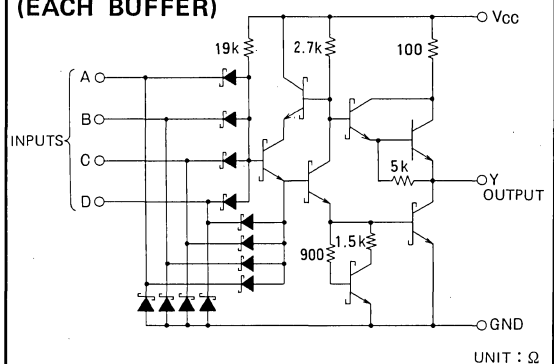 (EACH BUFFER)
Vcc
19k
2.7k
100
A
B
INPUTS
C
D
5k
Y
OUTPUT
900
1.5k
GND
UNIT : Ω